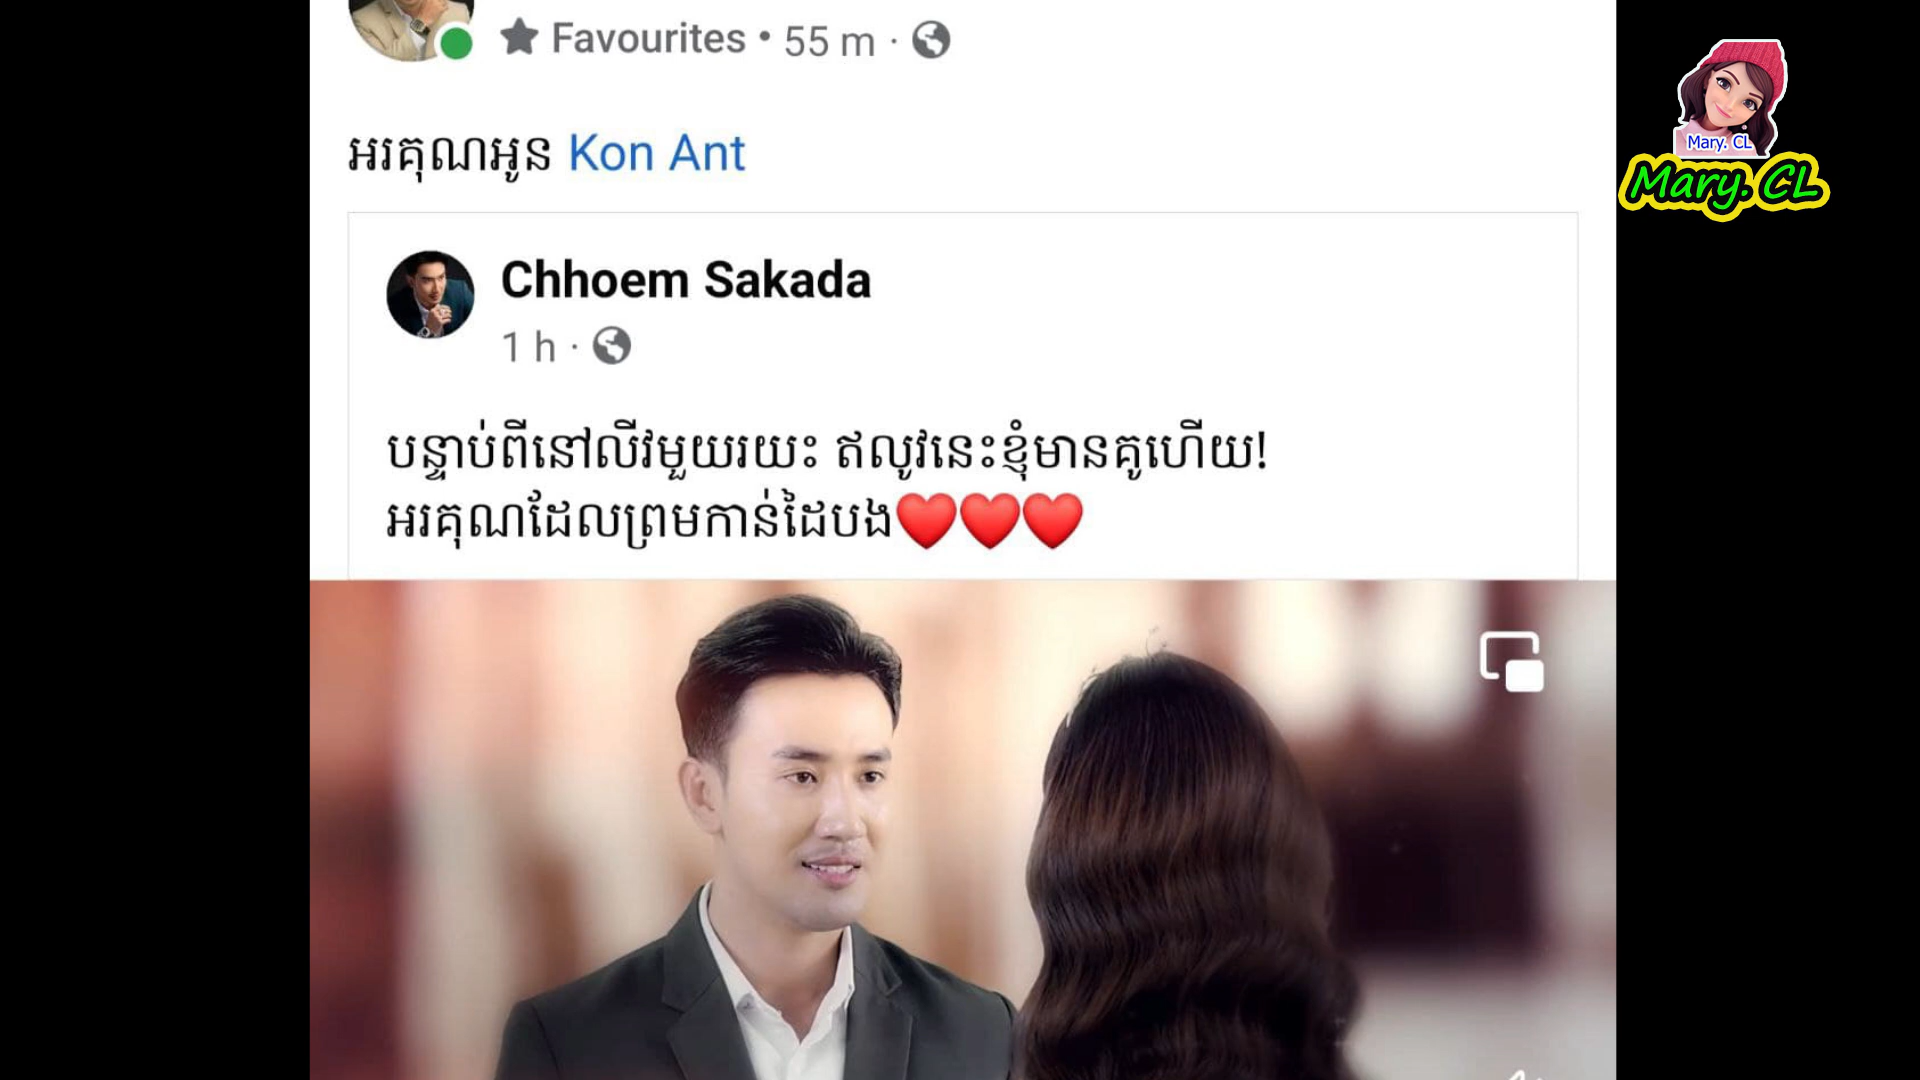 Favourites • 55 m ·
អរគុណអូន Kon Ant
Chhoem Sakada
1 h ·
បន្ទាប់ពីនៅលីវមួយរយះ ឥលូវនេះខ្ញុំមានគូហើយ!
អរគុណដែលព្រមកាន់ដៃបង❤️❤️❤️
Mary. CL
Mary. CL